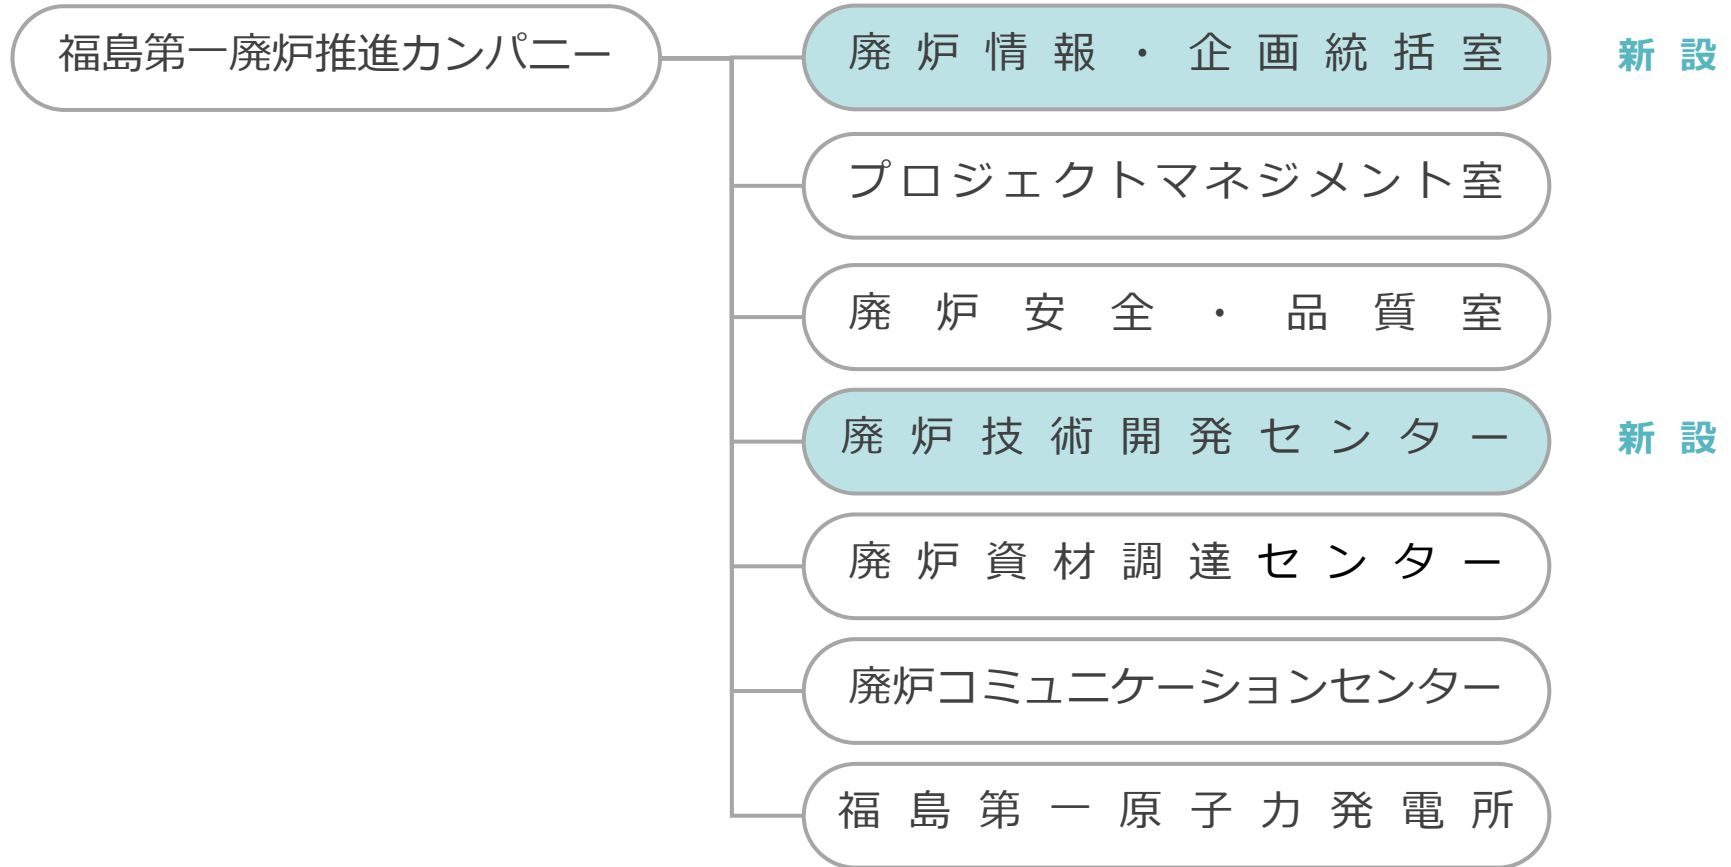 福島第一廃炉推進カンパニー
廃炉情報・企画統括室
新設
プロジェクトマネジメント室
廃炉安全・品質室
廃炉技術開発センター
新設
廃炉資材調達センター
廃炉コミュニケーションセンター
福島第一原子力発電所